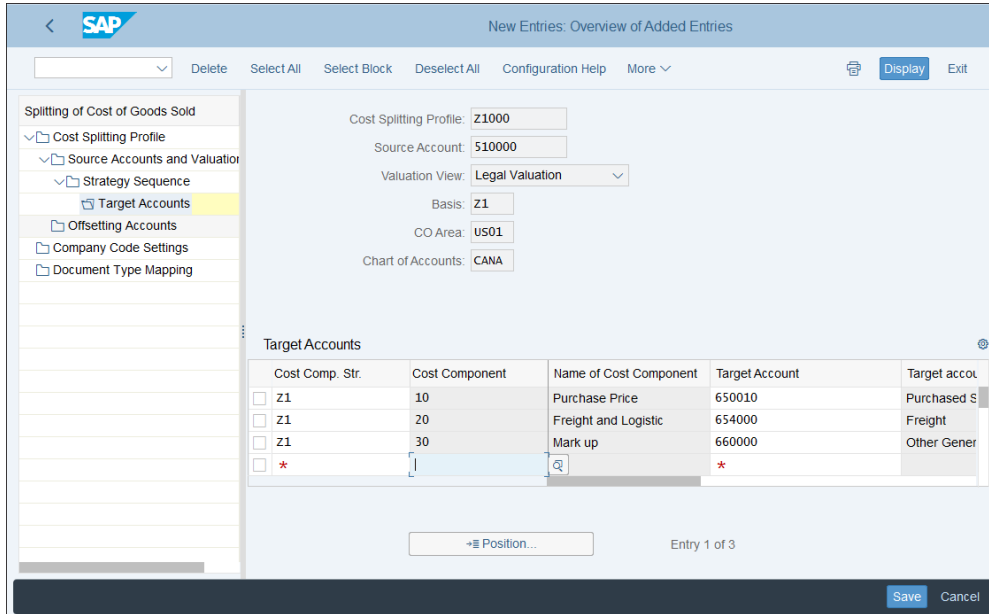 SAP New Entries: Overview of Added Entries
Delete Select All Select Block Deselect All Configuration Help More Display Exit
Splitting of Cost of Goods Sold
Cost Splitting Profile
Source Accounts and Valuation
Strategy Sequence
Target Accounts
Offsetting Accounts
Company Code Settings
Document Type Mapping
Cost Splitting Profile: Z1000
Source Account: 510000
Valuation View: Legal Valuation
Basis: Z1
CO Area: US01
Chart of Accounts: CANA
Target Accounts
Cost Comp. Str. Cost Component Name of Cost Component Target Account Target accou
Z1 10 Purchase Price 650010 Purchased S
Z1 20 Freight and Logistic 654000 Freight
Z1 30 Mark up 660000 Other Gener
* *
Position... Entry 1 of 3
Save Cancel